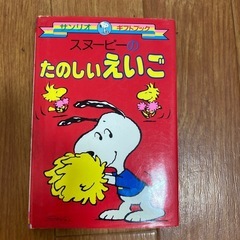 サンリオ ギフトブック
スヌーピーの
たのしいえいご